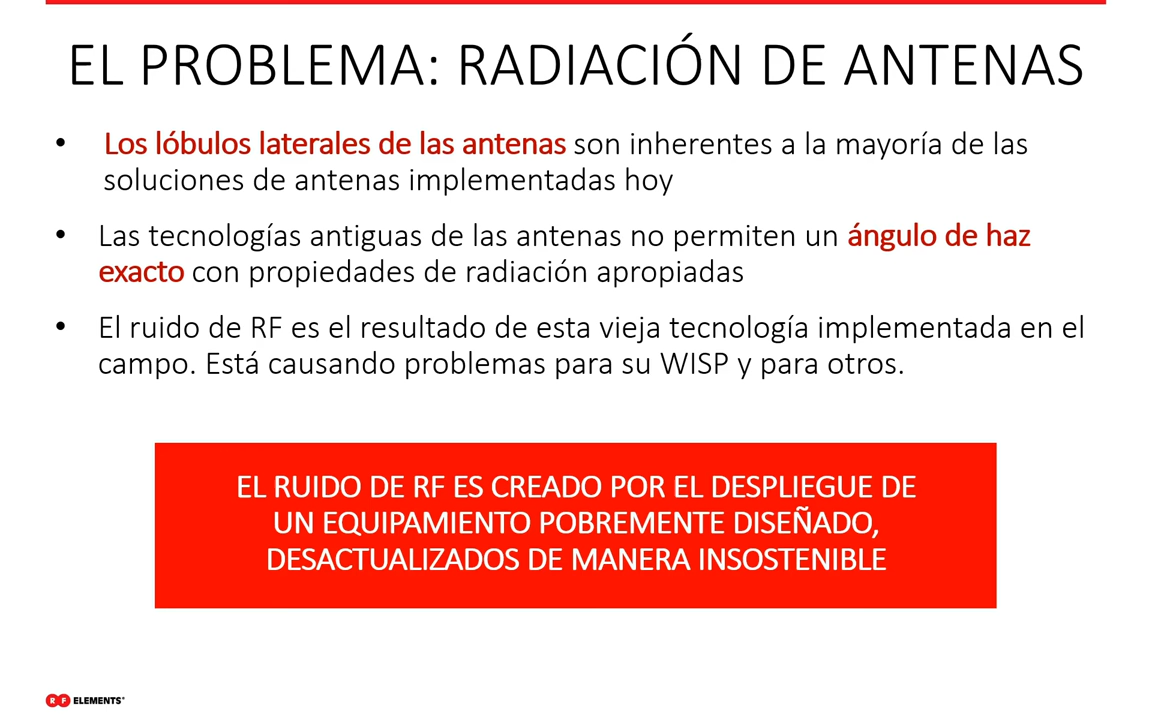 EL PROBLEMA: RADIACIÓN DE ANTENAS
• Los lóbulos laterales de las antenas son inherentes a la mayoría de las
soluciones de antenas implementadas hoy
• Las tecnologías antiguas de las antenas no permiten un ángulo de haz
exacto con propiedades de radiación apropiadas
• El ruido de RF es el resultado de esta vieja tecnología implementada en el
campo. Está causando problemas para su WISP y para otros.
EL RUIDO DE RF ES CREADO POR EL DESPLIEGUE DE
UN EQUIPAMIENTO POBREMENTE DISEÑADO,
DESACTUALIZADOS DE MANERA INSOSTENIBLE
RF ELEMENTS